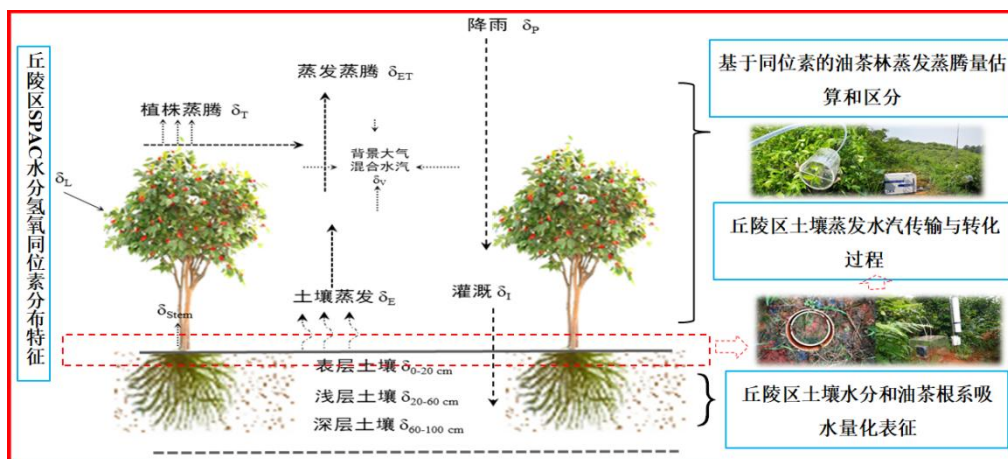 丘陵区SPAC水分氢氧同位素分布特征
降雨 δP
蒸发蒸腾 δET
植株蒸腾 δT
背景大气
混合水汽
δV
δL
土壤蒸发 δE
灌溉 δI
δStem
表层土壤 δ0-20 cm
浅层土壤 δ20-60 cm
深层土壤 δ60-100 cm
基于同位素的油茶林蒸发蒸腾量估
算和区分
丘陵区土壤蒸发水汽传输与转化
过程
丘陵区土壤水分和油茶根系吸
水量化表征